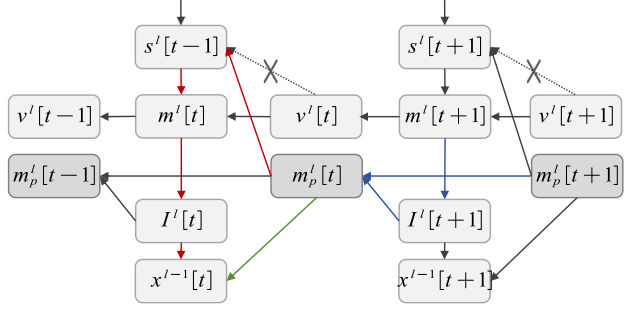 s^l[t−1] s^l[t+1]
v^l[t−1] m^l[t] v^l[t] m^l[t+1] v^l[t+1]
m_p^l[t−1] m_p^l[t] m_p^l[t+1]
I^l[t] I^l[t+1]
x^{l−1}[t] x^{l−1}[t+1]